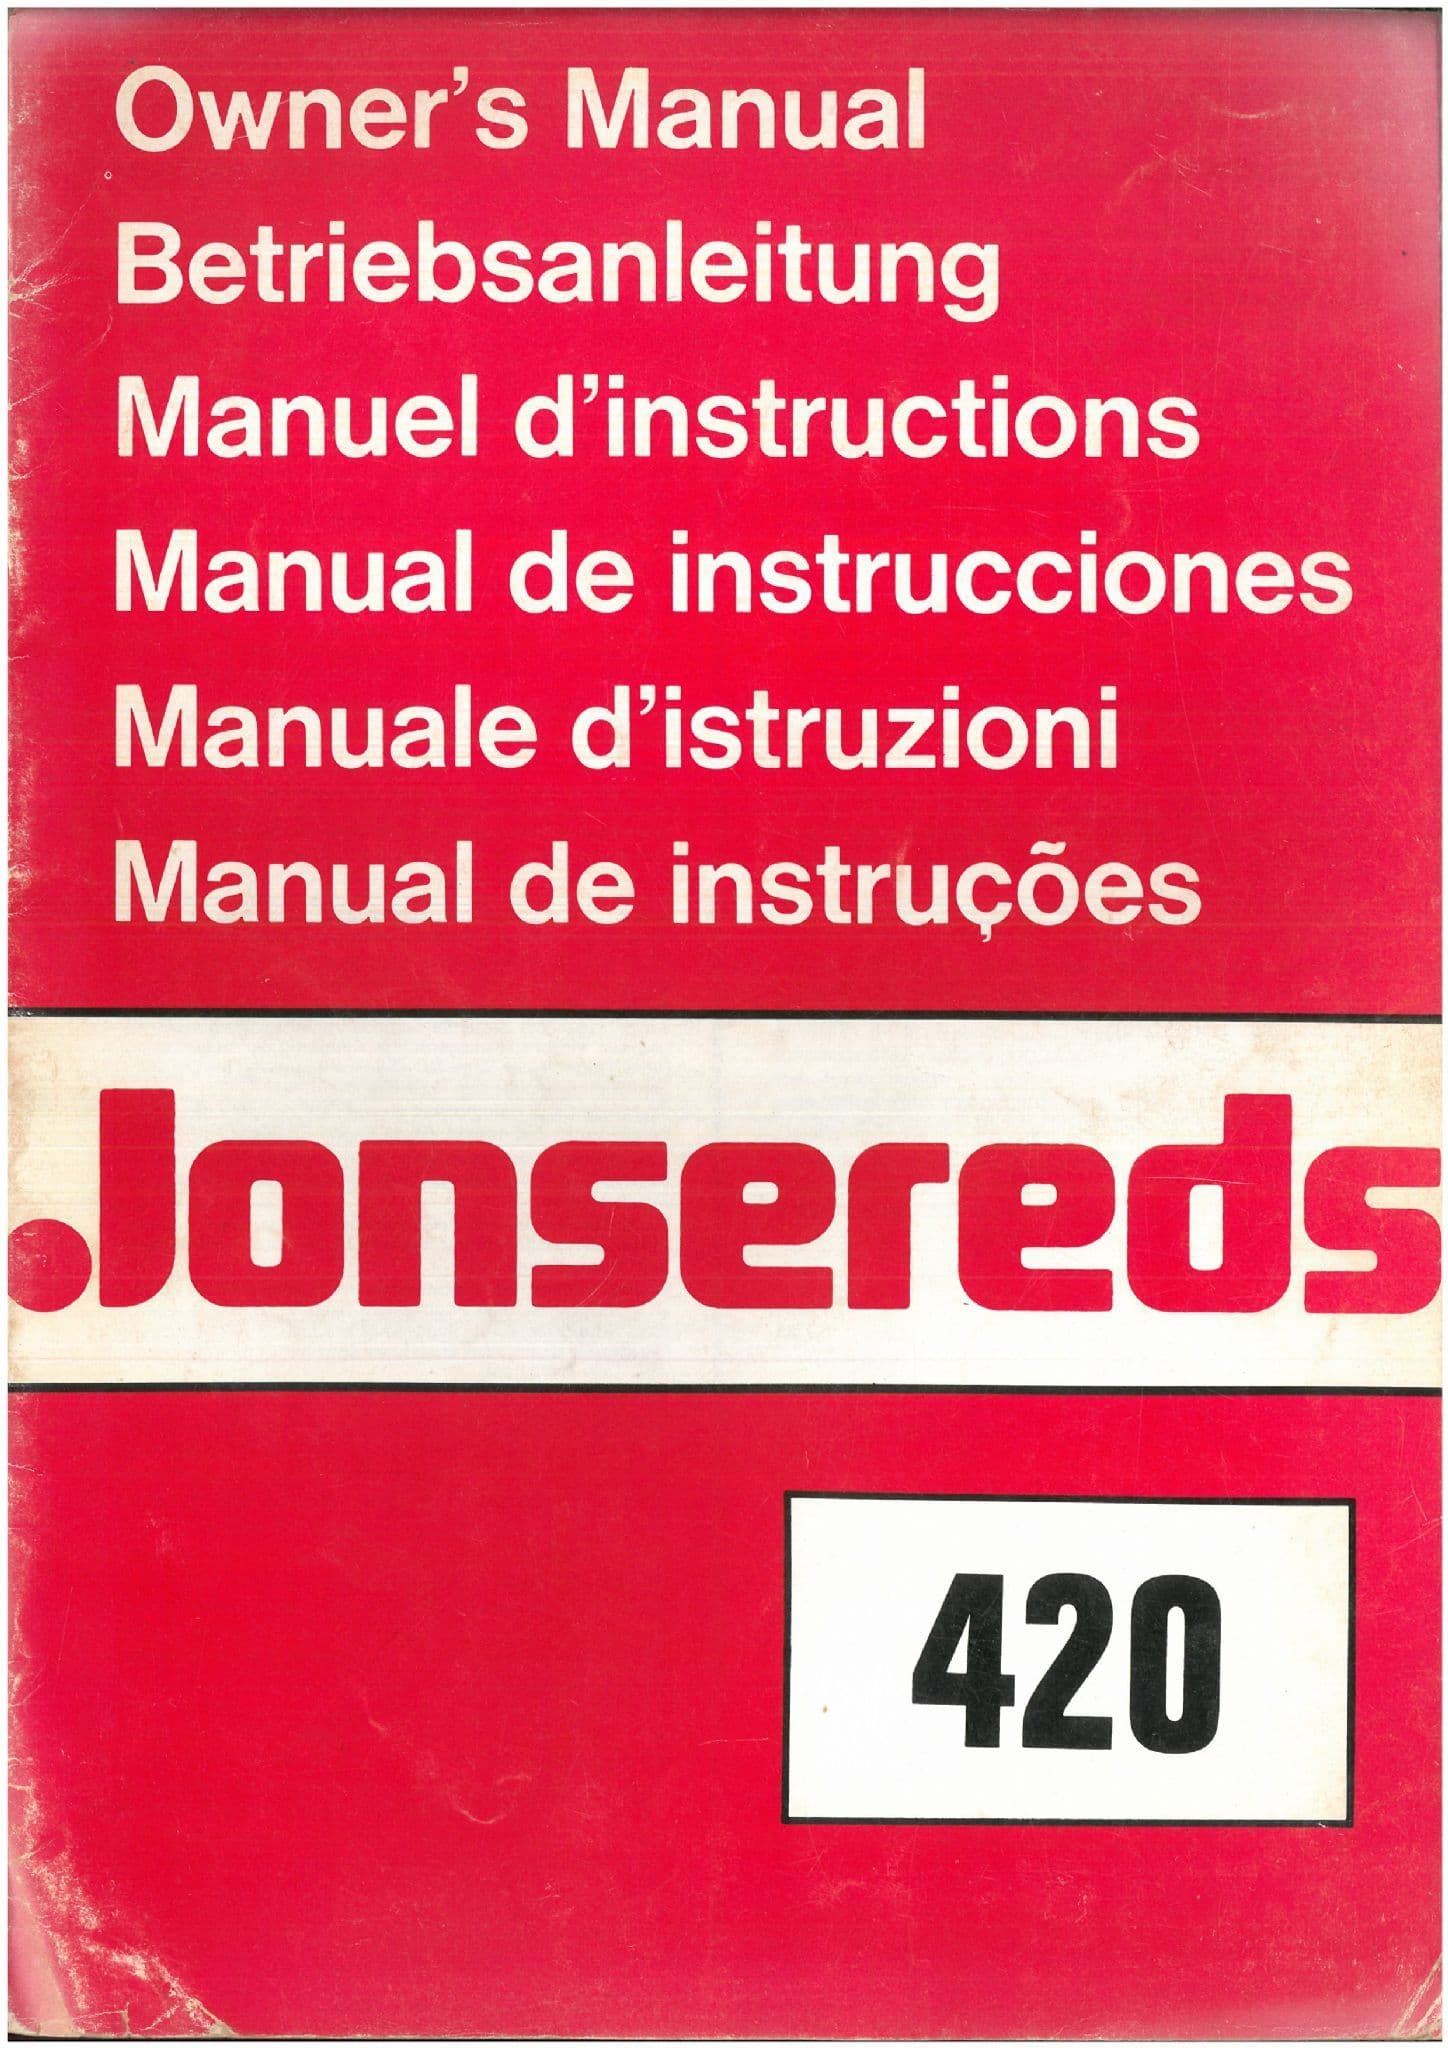 Owner's Manual
Betriebsanleitung
Manuel d'instructions
Manual de instrucciones
Manuale d'istruzioni
Manual de instruções
Jonsereds
420